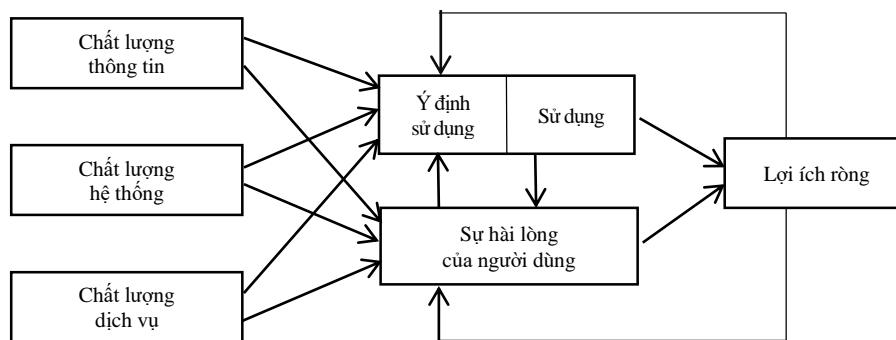 Chất lượng
thông tin
Ý định
sử dụng
Sử dụng
Chất lượng
hệ thống
Lợi ích ròng
Sự hài lòng
của người dùng
Chất lượng
dịch vụ